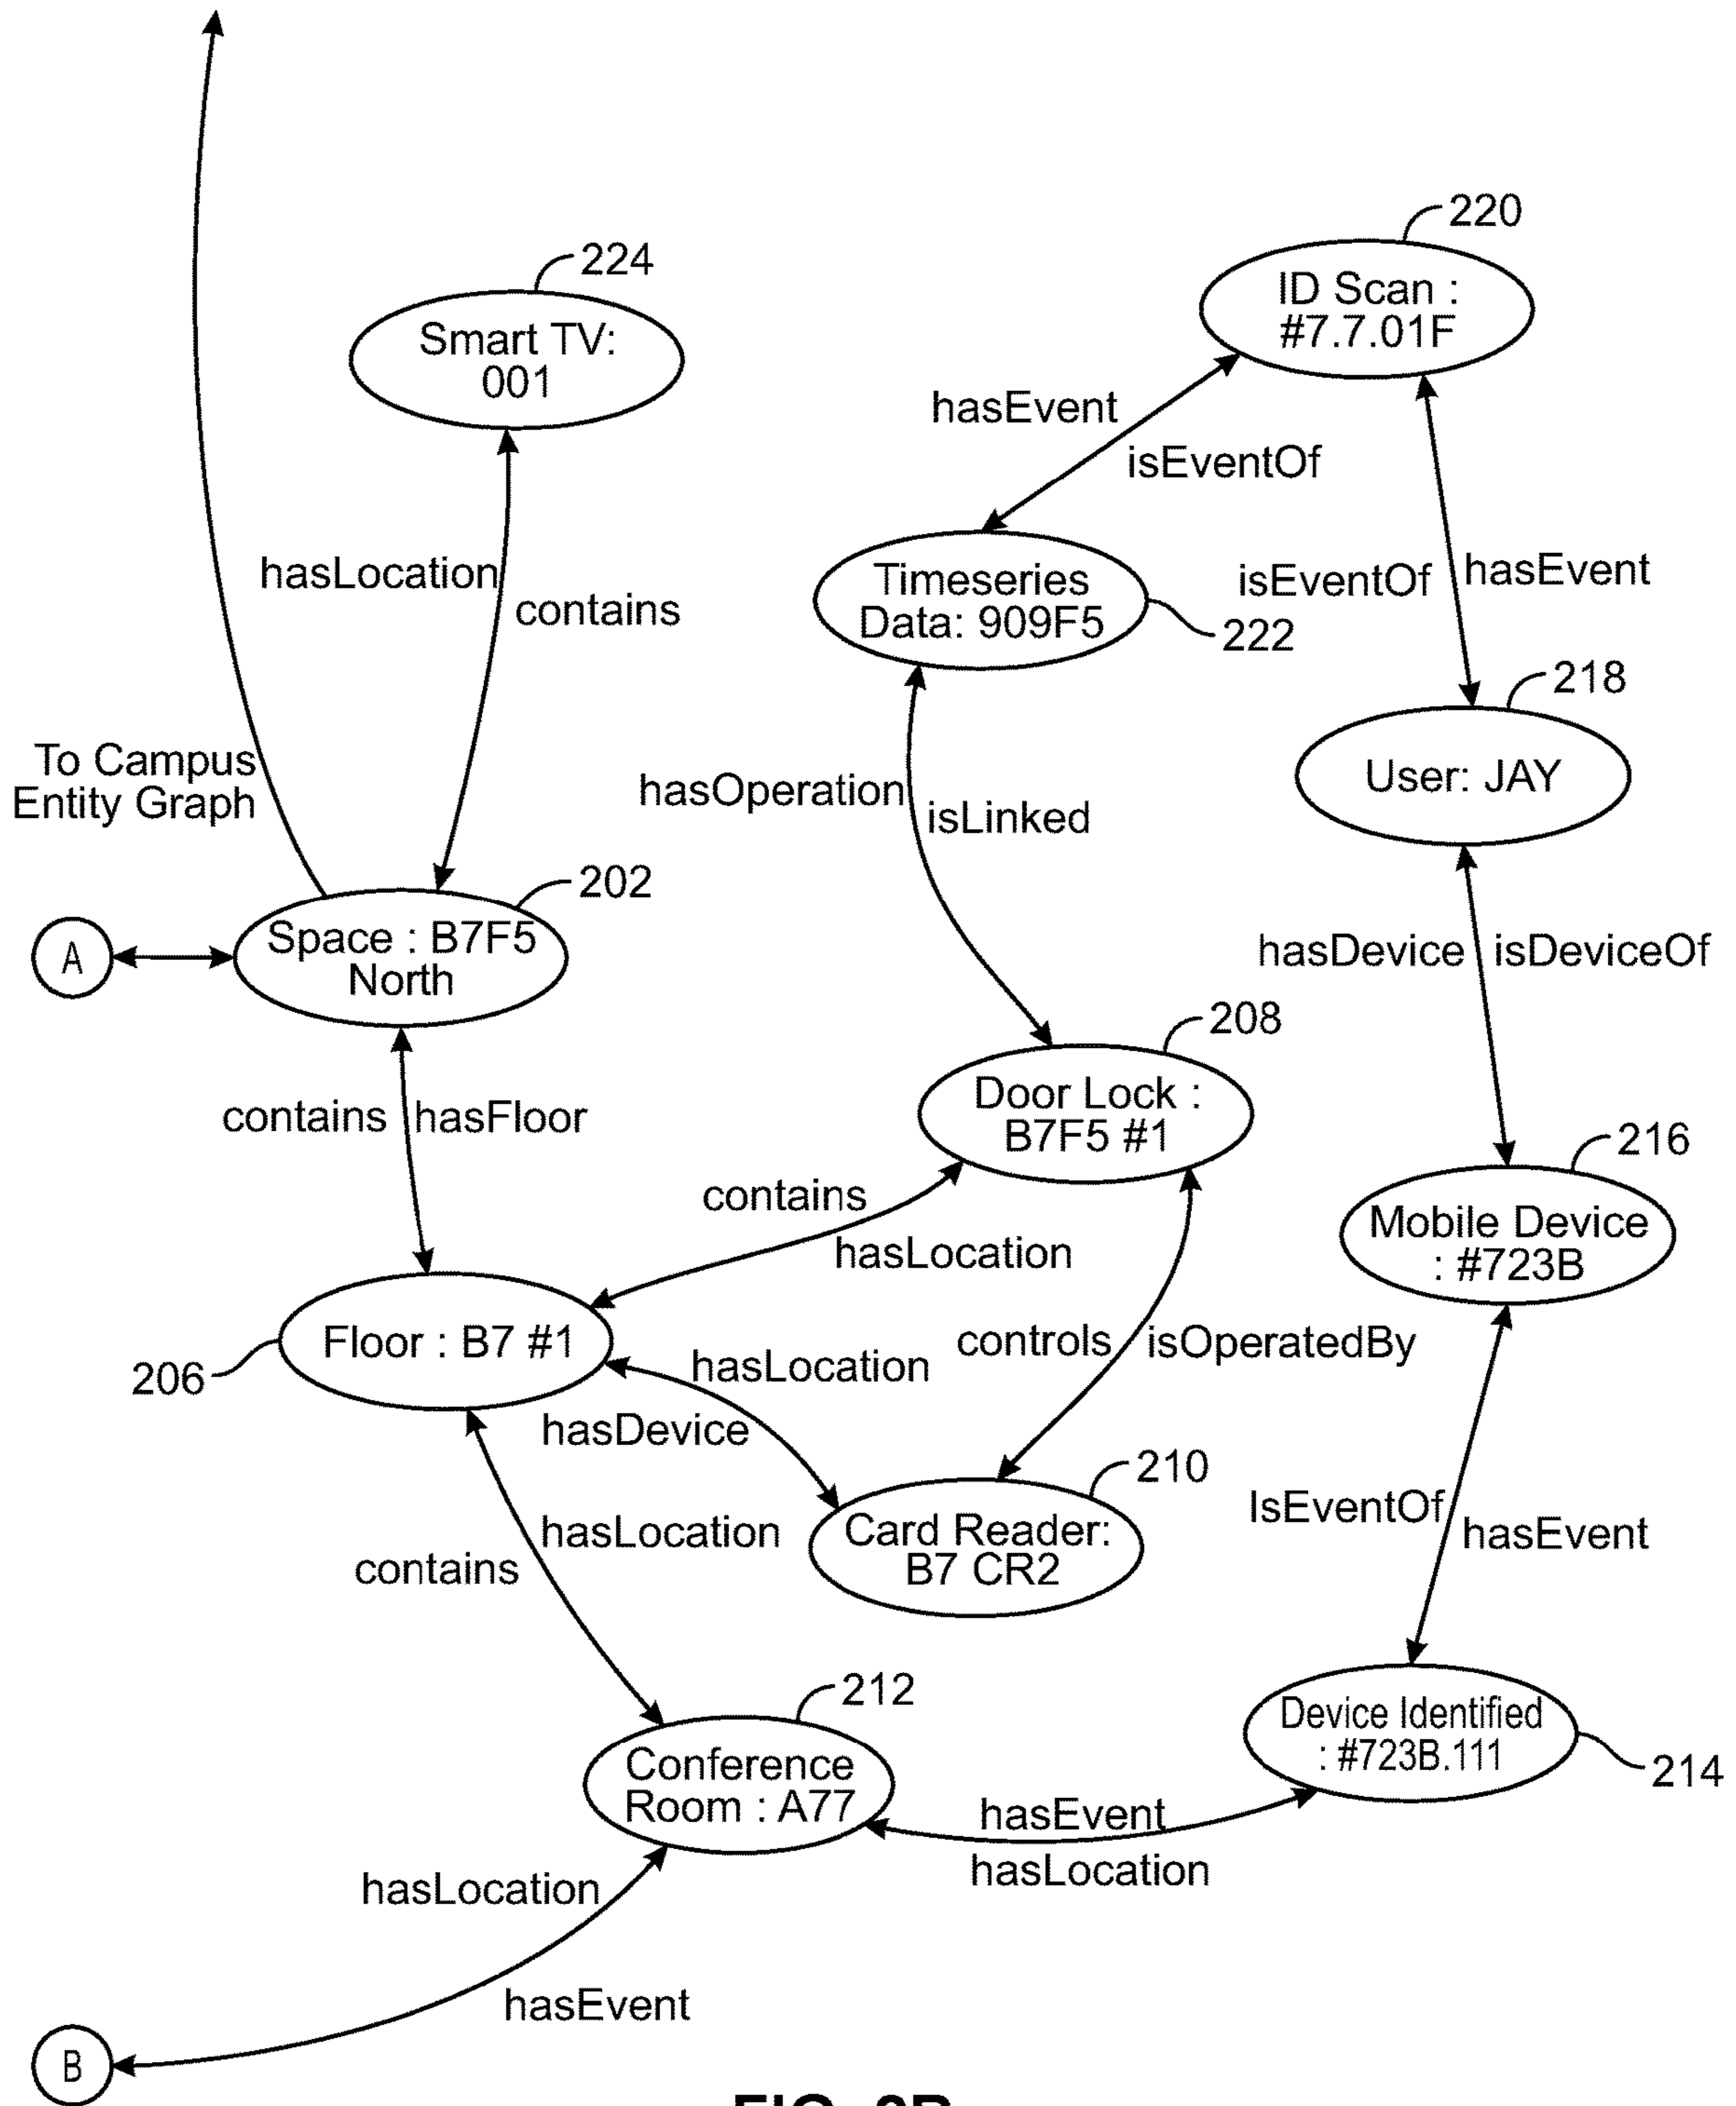 220
ID Scan :
#7.7.01F
224
Smart TV:
001
hasEvent
isEventOf
hasLocation
contains
Timeseries
Data: 909F5
222
isEventOf
hasEvent
218
User: JAY
To Campus
Entity Graph
hasOperation
isLinked
202
Space : B7F5
North
A
hasDevice
isDeviceOf
208
Door Lock :
B7F5 #1
contains
hasFloor
216
Mobile Device
: #723B
contains
hasLocation
Floor : B7 #1
206
controls
isOperatedBy
hasLocation
hasDevice
210
Card Reader:
B7 CR2
IsEventOf
hasEvent
hasLocation
contains
212
Conference
Room : A77
Device Identified
: #723B.111
214
hasEvent
hasLocation
hasLocation
hasEvent
B